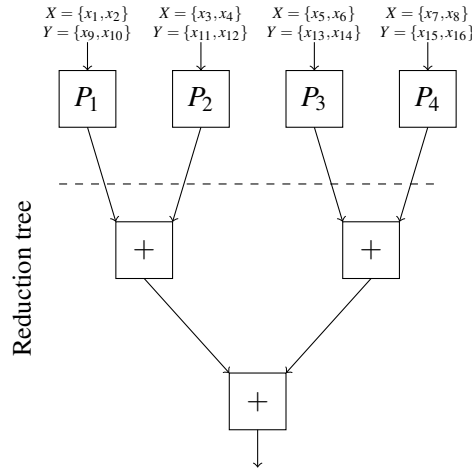 X = {x₁, x₂}
Y = {x₉, x₁₀}
X = {x₃, x₄}
Y = {x₁₁, x₁₂}
X = {x₅, x₆}
Y = {x₁₃, x₁₄}
X = {x₇, x₈}
Y = {x₁₅, x₁₆}
P₁
P₂
P₃
P₄
Reduction tree
+
+
+